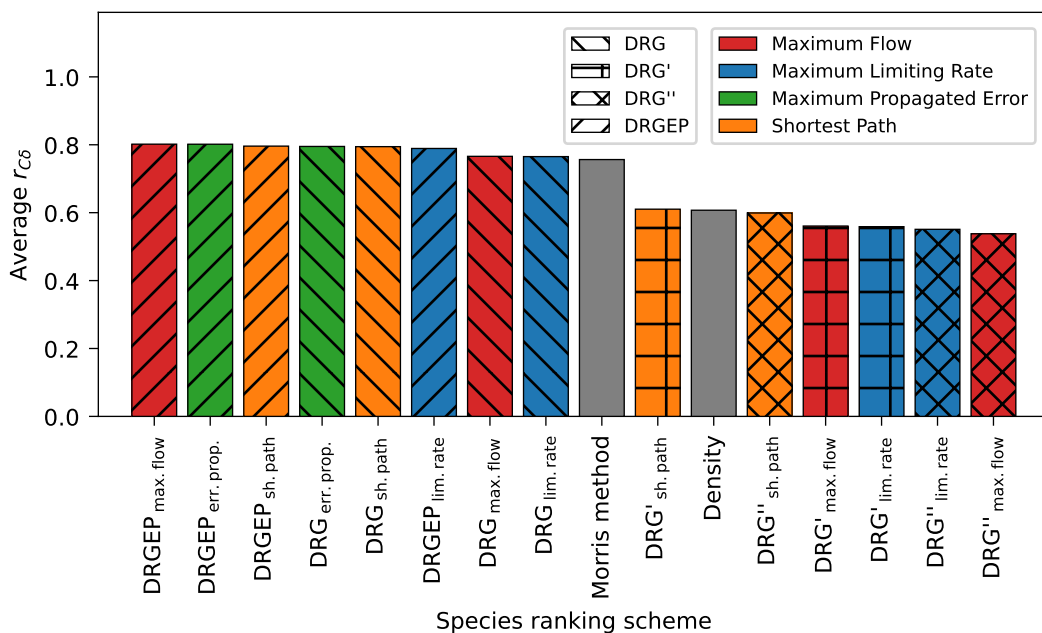 DRG
DRG'
DRG''
DRGEP
Maximum Flow
Maximum Limiting Rate
Maximum Propagated Error
Shortest Path
Average r_Cδ
1.0
0.8
0.6
0.4
0.2
0.0
DRGEP max. flow
DRGEP err. prop.
DRGEP sh. path
DRG err. prop.
DRG sh. path
DRGEP lim. rate
DRG max. flow
DRG lim. rate
Morris method
DRG' sh. path
Density
DRG'' sh. path
DRG' max. flow
DRG' lim. rate
DRG'' lim. rate
DRG'' max. flow
Species ranking scheme